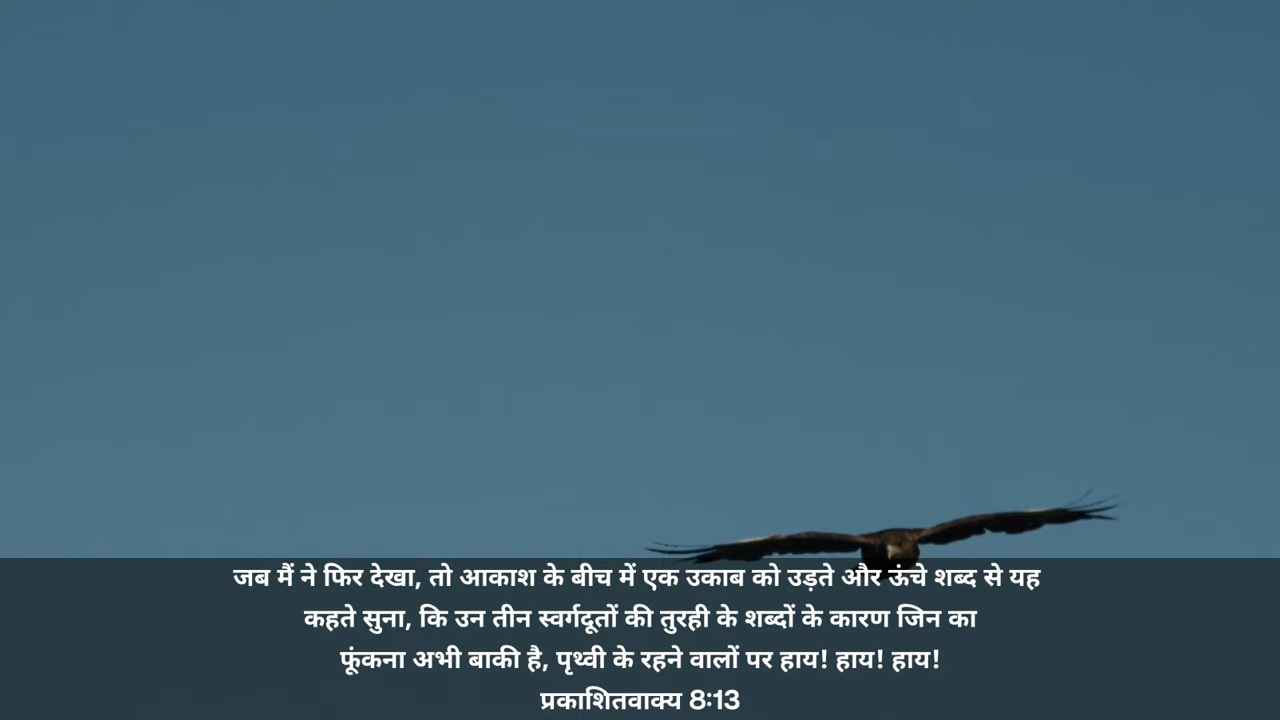 जब मैं ने फिर देखा, तो आकाश के बीच में एक उकाब को उड़ते और ऊंचे शब्द से यह
कहते सुना, कि उन तीन स्वर्गदूतों की तुरही के शब्दों के कारण जिन का
फूंकना अभी बाकी है, पृथ्वी के रहने वालों पर हाय! हाय! हाय!
प्रकाशितवाक्य 8:13